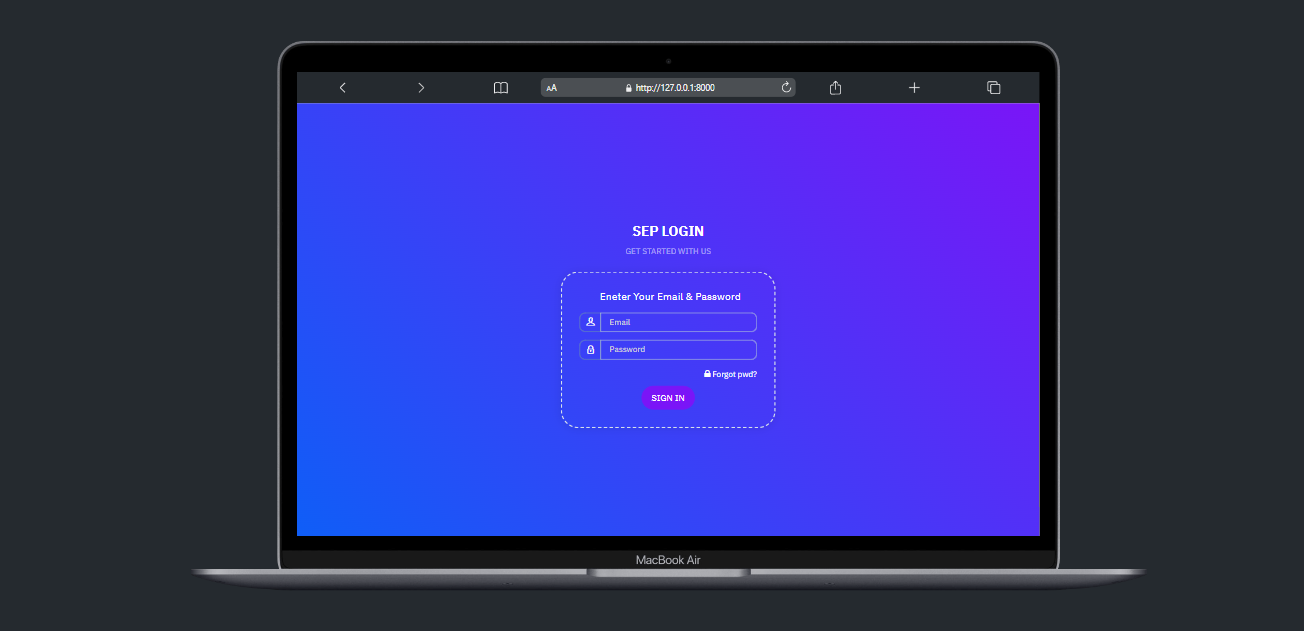 AA http://127.0.0.1:8000
SEP LOGIN
GET STARTED WITH US
Eneter Your Email & Password
Email
Password
Forgot pwd?
SIGN IN
MacBook Air